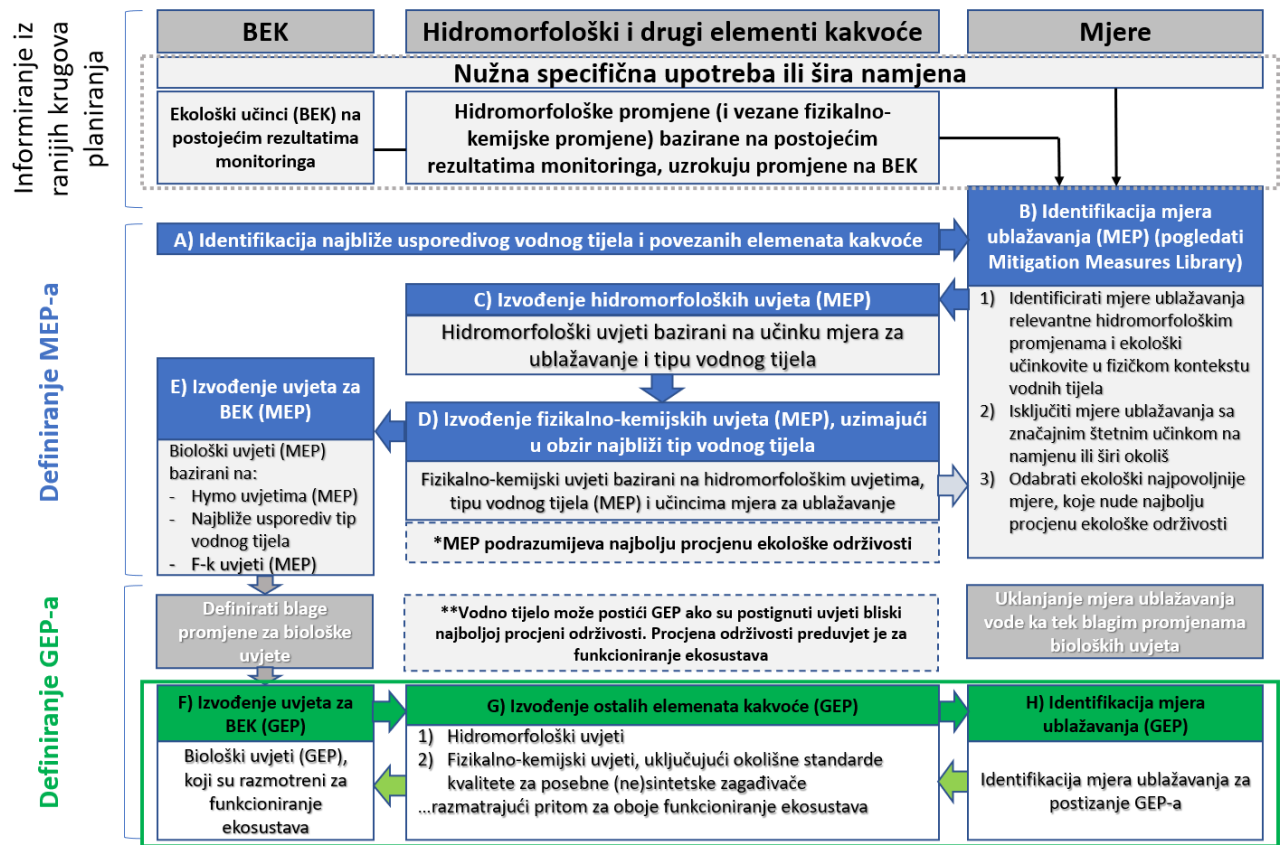 BEK
Hidromorfološki i drugi elementi kakvoće
Mjere
Informiranje iz
ranijih krugova
planiranja
Nužna specifična upotreba ili šira namjena
Ekološki učinci (BEK) na
postojećim rezultatima
monitoringa
Hidromorfološke promjene (i vezane fizikalno-
kemijske promjene) bazirane na postojećim
rezultatima monitoringa, uzrokuju promjene na BEK
Definiranje MEP-a
A) Identifikacija najbliže usporedivog vodnog tijela i povezanih elemenata kakvoće
B) Identifikacija mjera
ublažavanja (MEP) (pogledati
Mitigation Measures Library)
1) Identificirati mjere ublažavanja
relevantne hidromorfološkim
promjenama i ekološki
učinkovite u fizičkom kontekstu
vodnih tijela
2) Isključiti mjere ublažavanja sa
značajnim štetnim učinkom na
namjenu ili širi okoliš
3) Odabrati ekološki najpovoljnije
mjere, koje nude najbolju
procjenu ekološke održivosti
C) Izvođenje hidromorfoloških uvjeta (MEP)
Hidromorfološki uvjeti bazirani na učinku mjera za
ublažavanje i tipu vodnog tijela
D) Izvođenje fizikalno-kemijskih uvjeta (MEP), uzimajući
u obzir najbliži tip vodnog tijela
Fizikalno-kemijski uvjeti bazirani na hidromorfološkim uvjetima,
tipu vodnog tijela (MEP) i učincima mjera za ublažavanje
*MEP podrazumijeva najbolju procjenu ekološke održivosti
E) Izvođenje uvjeta za
BEK (MEP)
Biološki uvjeti (MEP)
bazirani na:
- Hymo uvjetima (MEP)
- Najbliže usporediv tip
vodnog tijela
- F-k uvjeti (MEP)
Definiranje GEP-a
Definirati blage
promjene za biološke
uvjete
**Vodno tijelo može postići GEP ako su postignuti uvjeti bliski
najboljoj procjeni održivosti. Procjena održivosti preduvjet je za
funkcioniranje ekosustava
Uklanjanje mjera ublažavanja
vode ka tek blagim promjenama
bioloških uvjeta
F) Izvođenje uvjeta za
BEK (GEP)
Biološki uvjeti (GEP),
koji su razmotreni za
funkcioniranje
ekosustava
G) Izvođenje ostalih elemenata kakvoće (GEP)
1) Hidromorfološki uvjeti
2) Fizikalno-kemijski uvjeti, uključujući okolišne standarde
kvalitete za posebne (ne)sintetske zagađivače
…razmatrajući pritom za oboje funkcioniranje ekosustava
H) Identifikacija mjera
ublažavanja (GEP)
Identifikacija mjera ublažavanja za
postizanje GEP-a